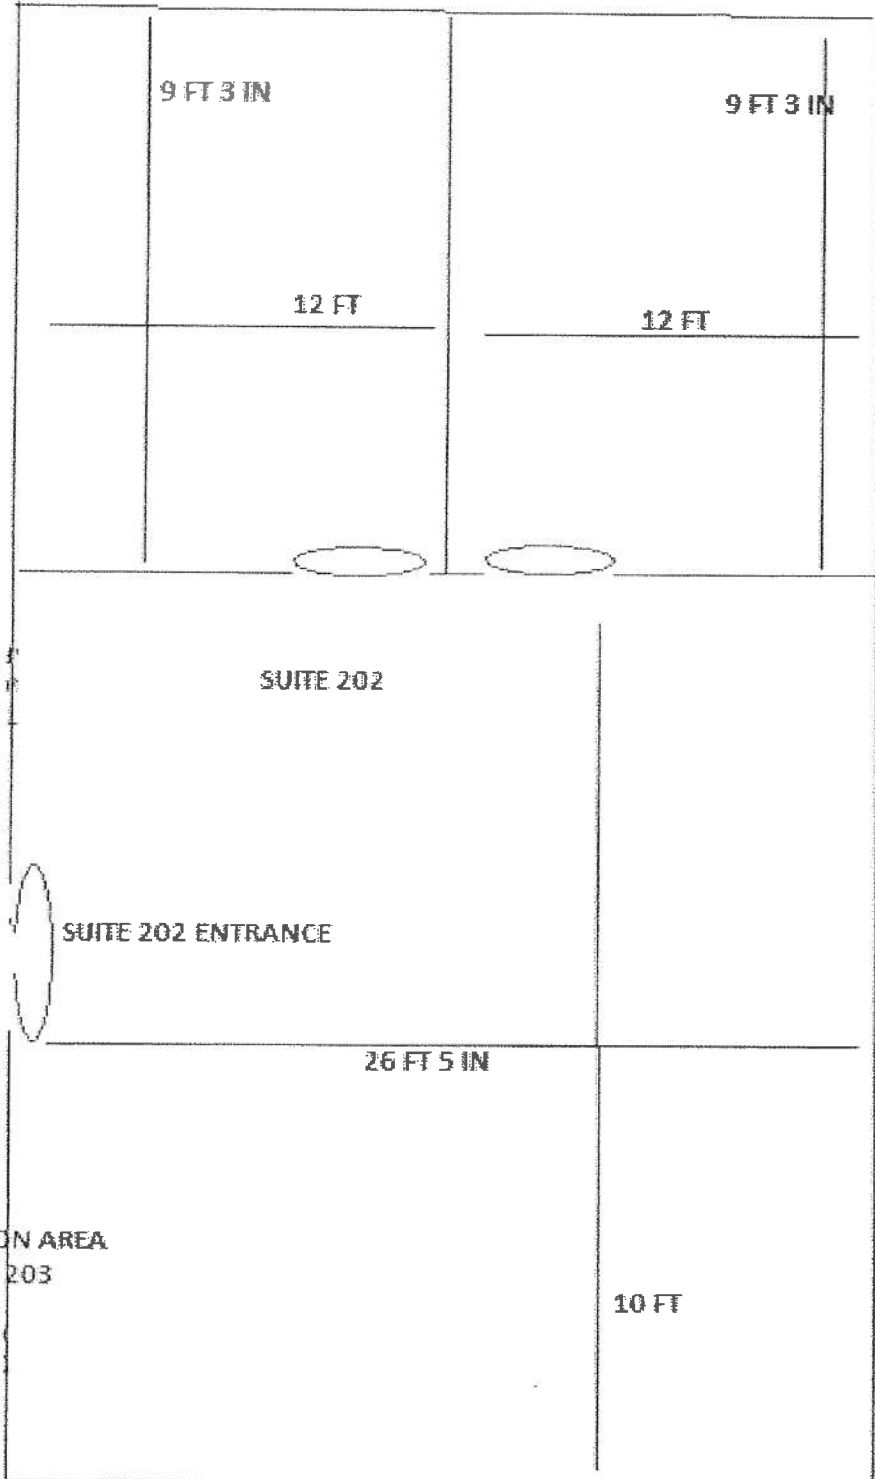 9 FT 3 IN
9 FT 3 IN
12 FT
12 FT
SUITE 202
SUITE 202 ENTRANCE
26 FT 5 IN
ON AREA
203
10 FT